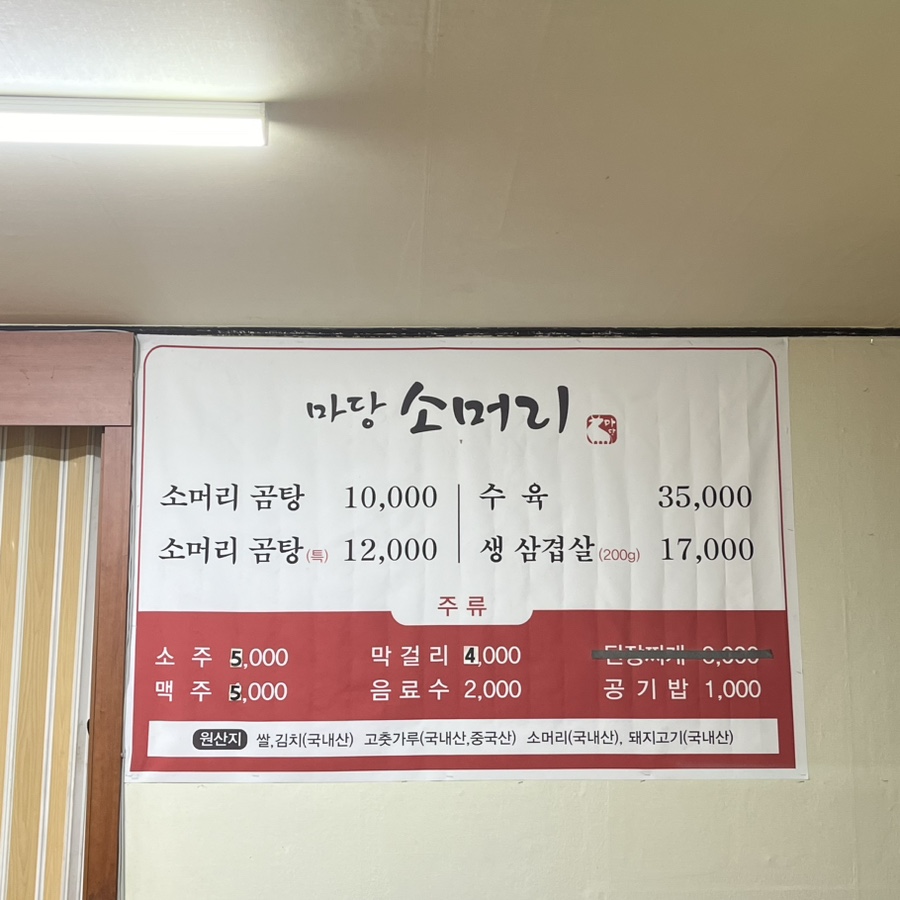 마당 소머리 마당
소머리 곰탕 10,000
소머리 곰탕(특) 12,000
수 육 35,000
생 삼겹살(200g) 17,000
주 류
소 주 5,000
맥 주 5,000
막 걸 리 4,000
음 료 수 2,000
공 기 밥 1,000
원산지 쌀,김치(국내산) 고춧가루(국내산,중국산) 소머리(국내산), 돼지고기(국내산)